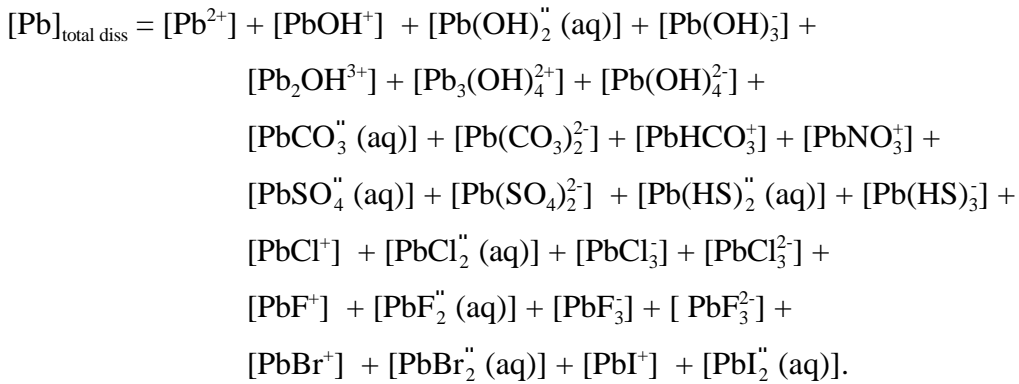 [Pb]total diss = [Pb²⁺] + [PbOH⁺] + [Pb(OH)₂" (aq)] + [Pb(OH)₃⁻] +
[Pb₂OH³⁺] + [Pb₃(OH)₄²⁺] + [Pb(OH)₄²⁻] +
[PbCO₃" (aq)] + [Pb(CO₃)₂²⁻] + [PbHCO₃⁺] + [PbNO₃⁺] +
[PbSO₄" (aq)] + [Pb(SO₄)₂²⁻] + [Pb(HS)₂" (aq)] + [Pb(HS)₃⁻] +
[PbCl⁺] + [PbCl₂" (aq)] + [PbCl₃⁻] + [PbCl₃²⁻] +
[PbF⁺] + [PbF₂" (aq)] + [PbF₃⁻] + [ PbF₃²⁻] +
[PbBr⁺] + [PbBr₂" (aq)] + [PbI⁺] + [PbI₂" (aq)].